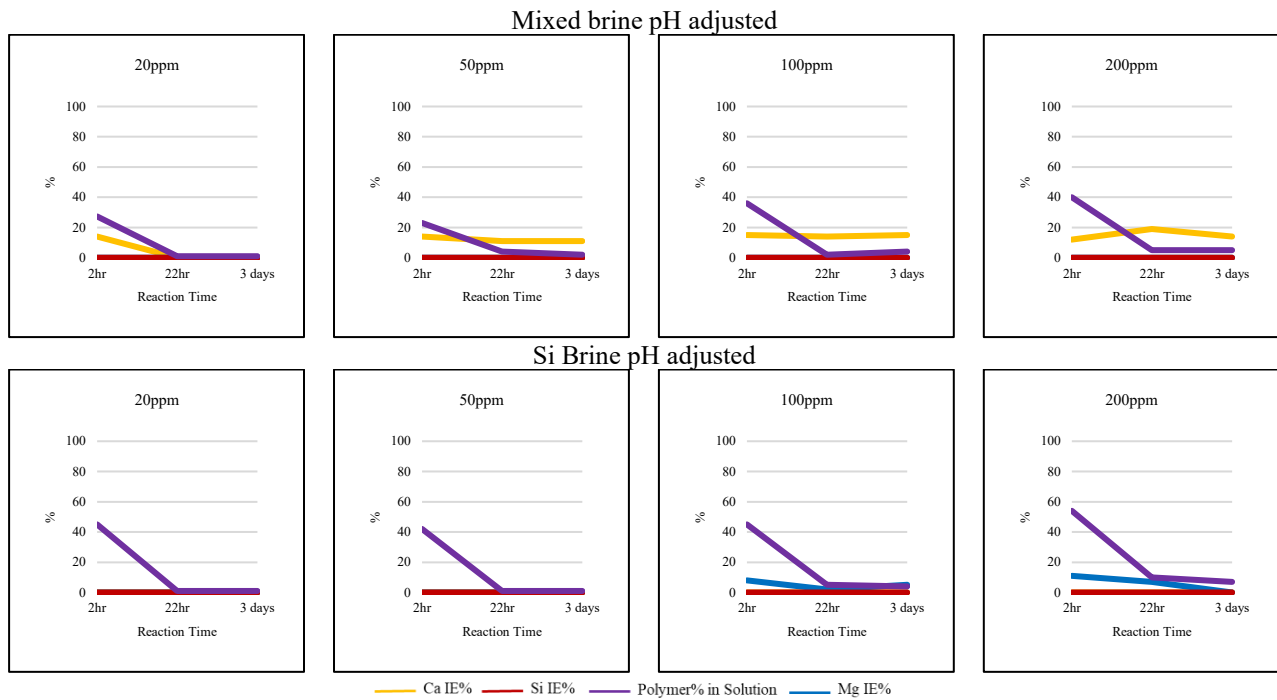 Mixed brine pH adjusted
20ppm
100
80
60
40
20
0
%
2hr 22hr 3 days
Reaction Time
50ppm
100
80
60
40
20
0
%
2hr 22hr 3 days
Reaction Time
100ppm
100
80
60
40
20
0
%
2hr 22hr 3 days
Reaction Time
200ppm
100
80
60
40
20
0
%
2hr 22hr 3 days
Reaction Time
Si Brine pH adjusted
20ppm
100
80
60
40
20
0
%
2hr 22hr 3 days
Reaction Time
50ppm
100
80
60
40
20
0
%
2hr 22hr 3 days
Reaction Time
100ppm
100
80
60
40
20
0
%
2hr 22hr 3 days
Reaction Time
200ppm
100
80
60
40
20
0
%
2hr 22hr 3 days
Reaction Time
Ca IE% Si IE% Polymer% in Solution Mg IE%